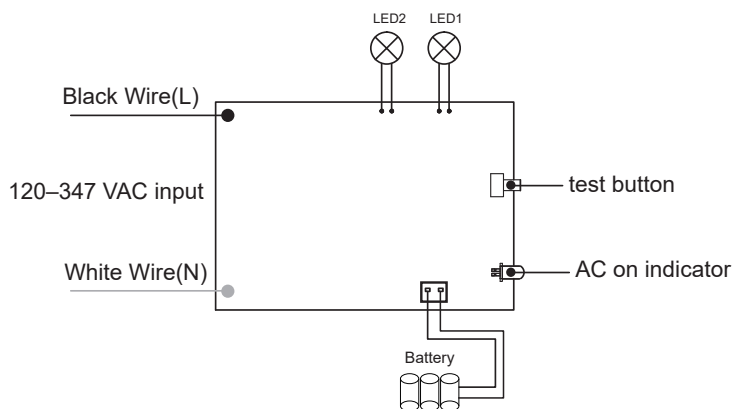 LED2 LED1
Black Wire(L)
120–347 VAC input
test button
White Wire(N)
AC on indicator
Battery